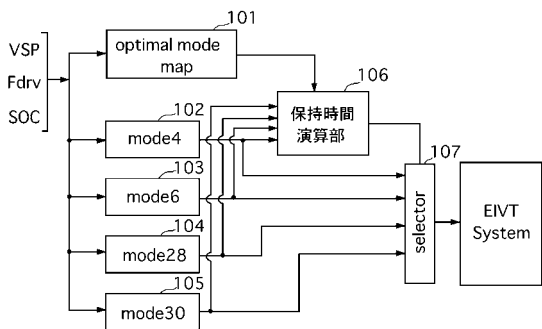 101
VSP
Fdrv
SOC
optimal mode
map
106
保持時間
演算部
102
mode4
107
103
mode6
selector
EIVT
System
104
mode28
105
mode30